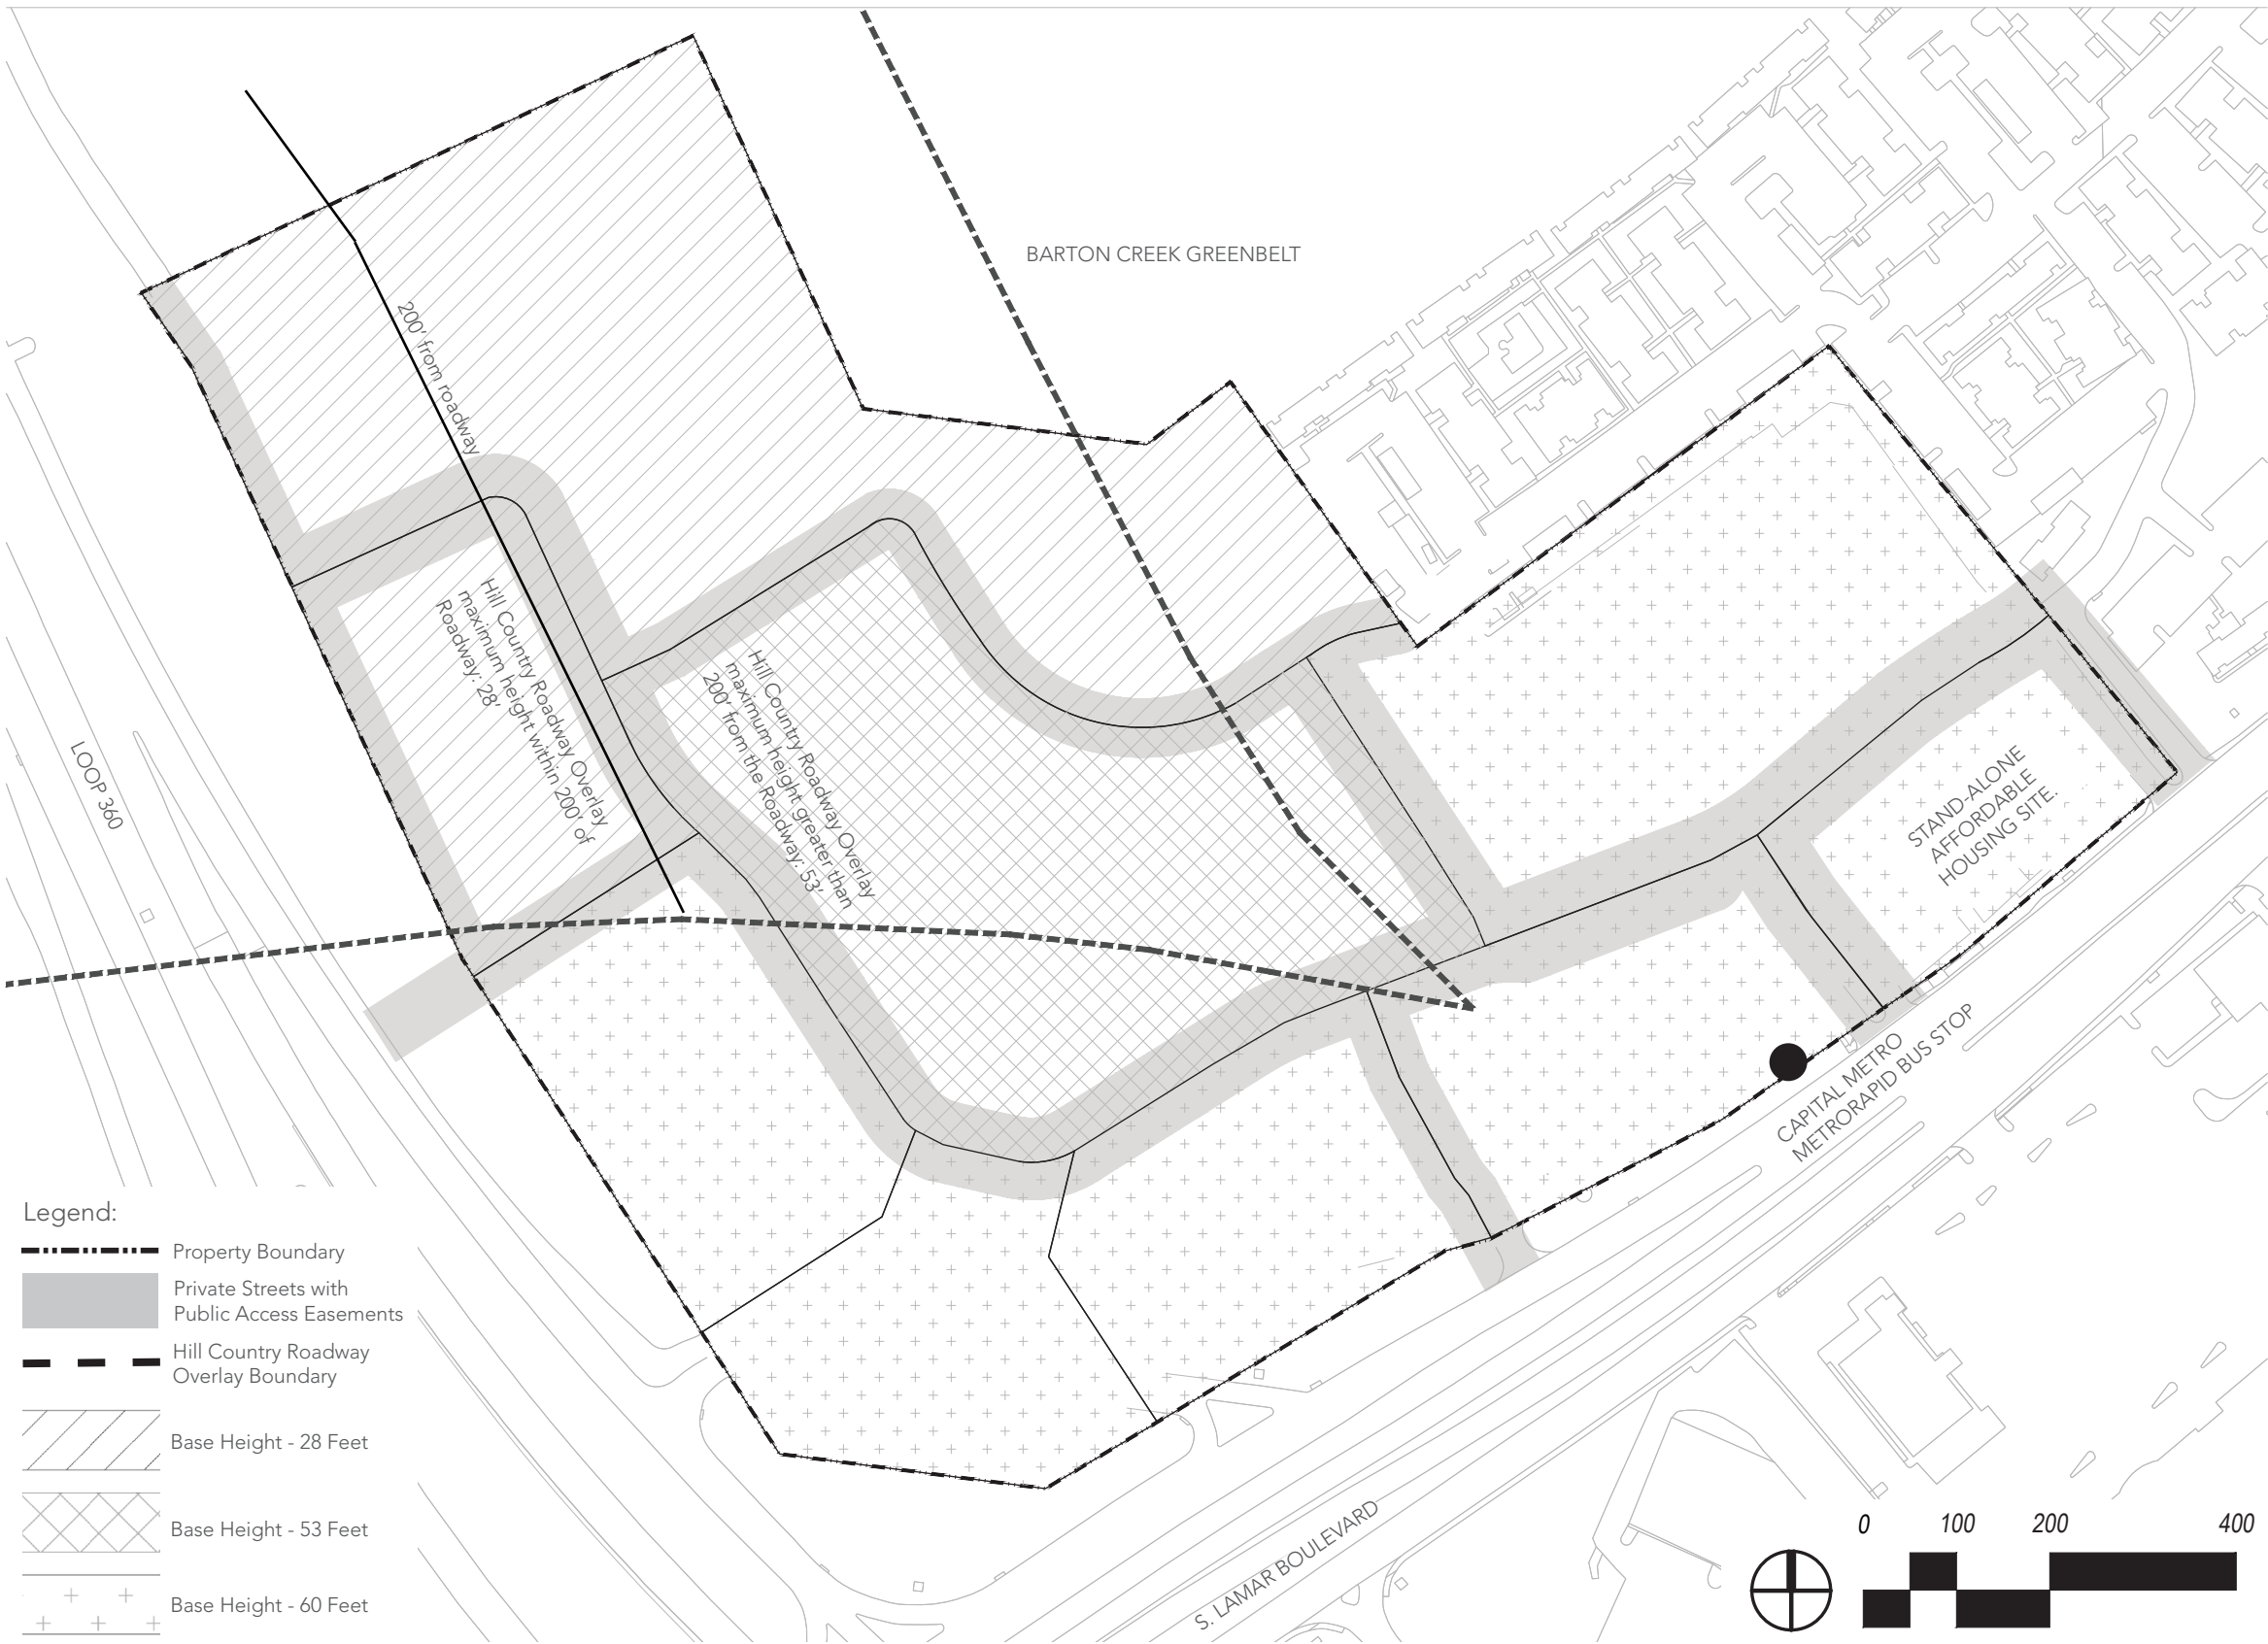 BARTON CREEK GREENBELT
200' from roadway
Hill Country Roadway Overlay
maximum height within 200' of
Roadway: 28'
Hill Country Roadway Overlay
maximum height greater than
200' from the Roadway: 53'
LOOP 360
STAND-ALONE
AFFORDABLE
HOUSING SITE.
CAPITAL METRO
METRORAPID BUS STOP
S. LAMAR BOULEVARD
Legend:
Property Boundary
Private Streets with
Public Access Easements
Hill Country Roadway
Overlay Boundary
Base Height - 28 Feet
Base Height - 53 Feet
Base Height - 60 Feet
0 100 200 400